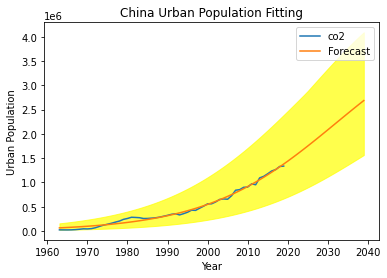 China Urban Population Fitting
1e6
co2
Forecast
4.0
3.5
3.0
2.5
2.0
1.5
1.0
0.5
0.0
Urban Population
1960 1970 1980 1990 2000 2010 2020 2030 2040
Year